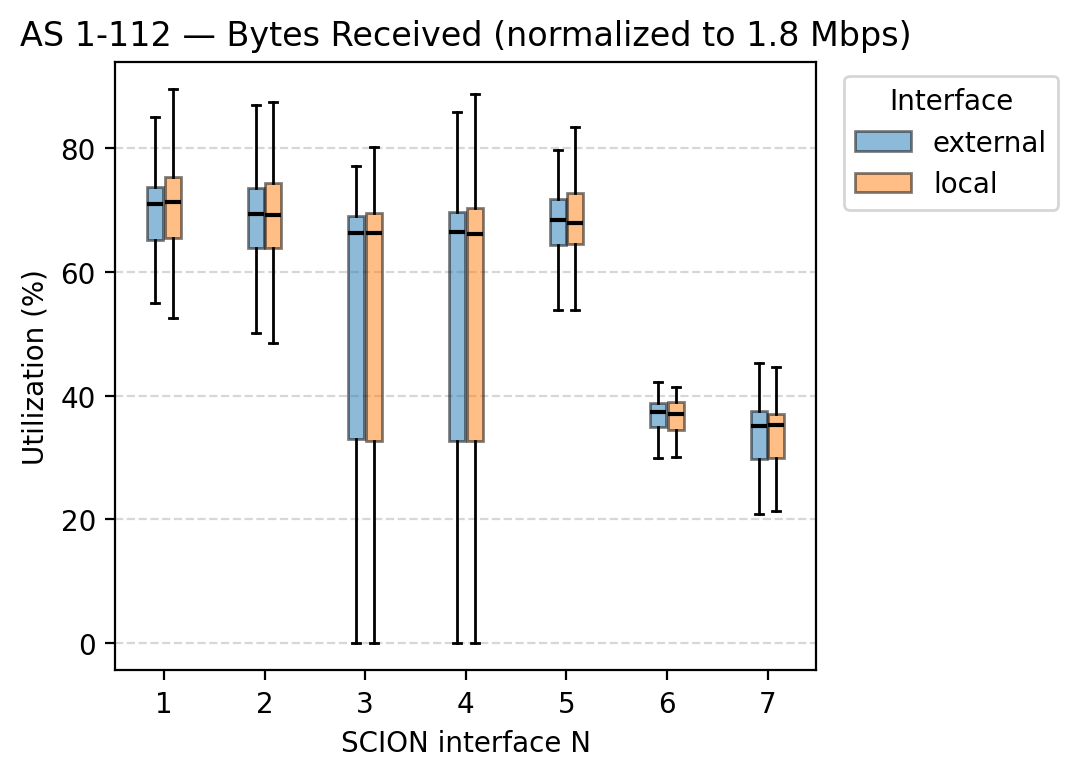 AS 1-112 — Bytes Received (normalized to 1.8 Mbps)
Interface
external
local
Utilization (%)
80
60
40
20
0
1 2 3 4 5 6 7
SCION interface N